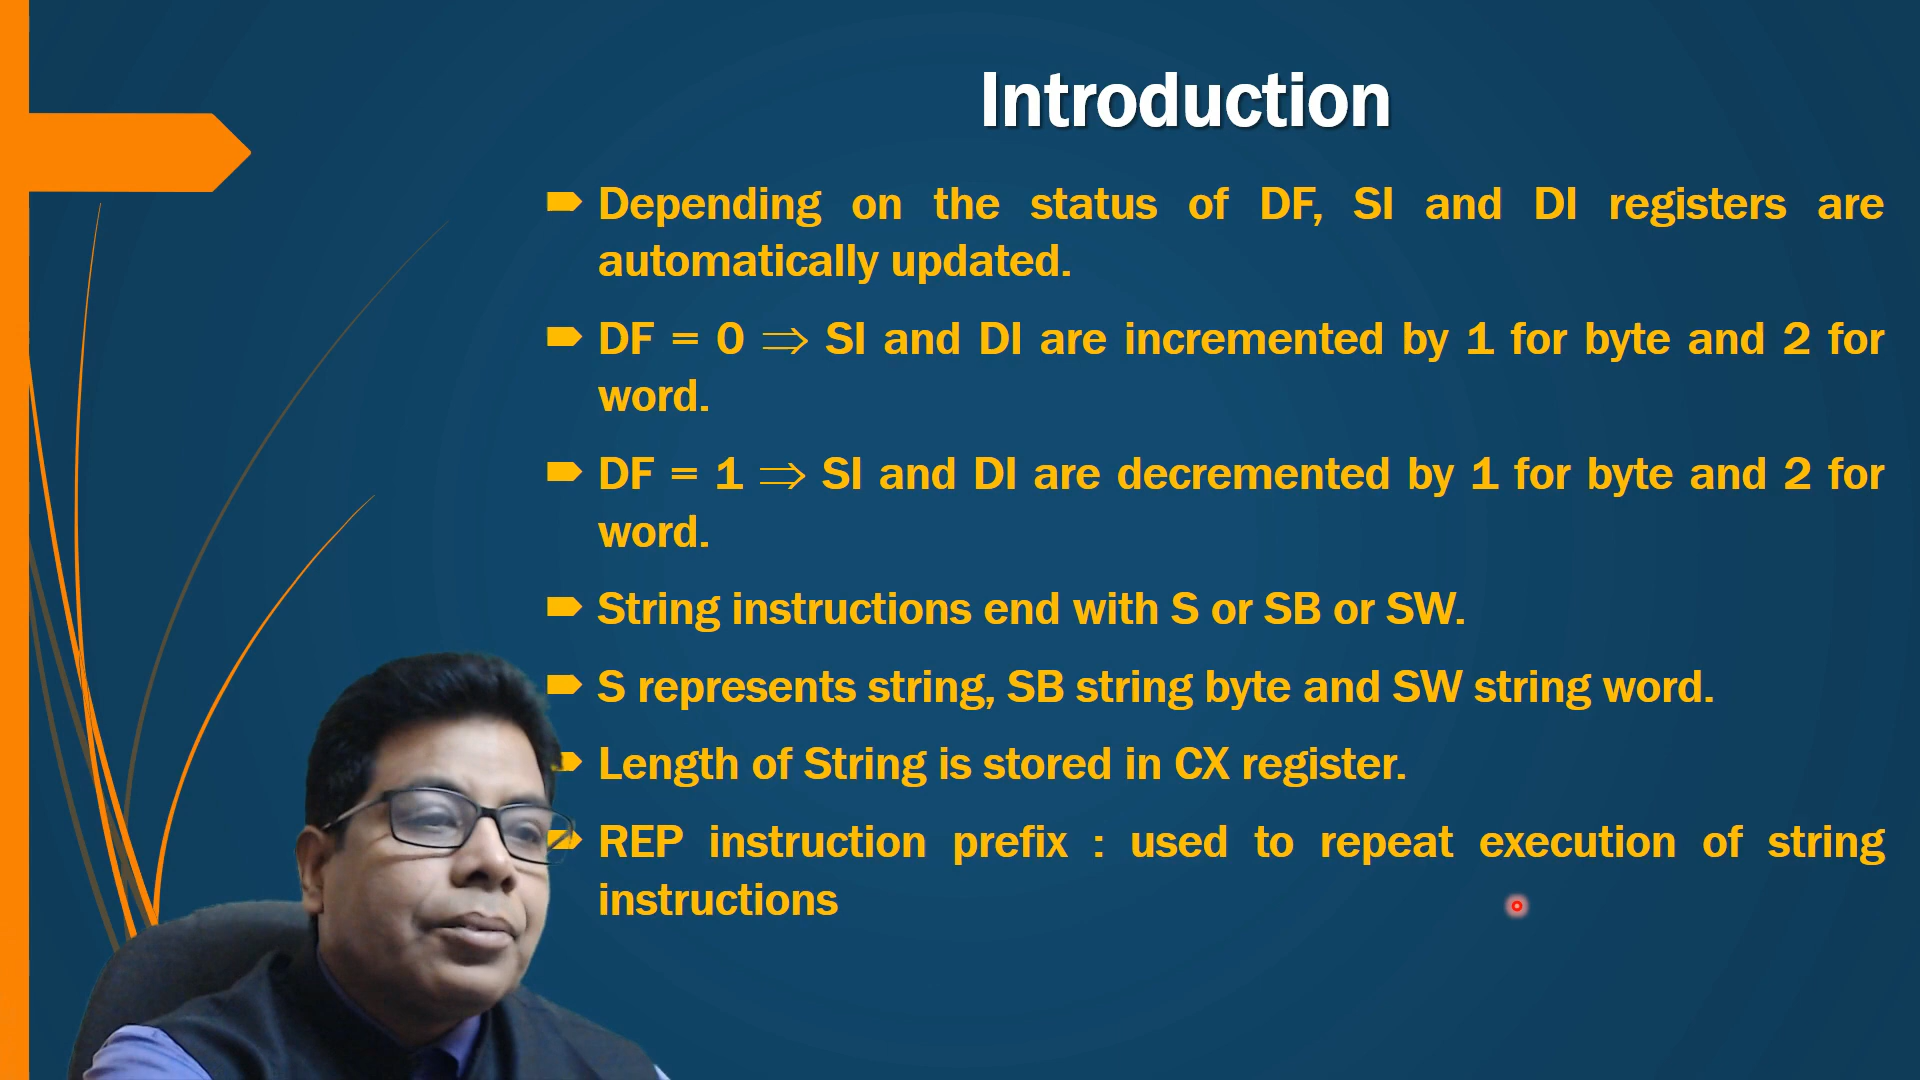 Introduction
Depending on the status of DF, SI and DI registers are
automatically updated.
DF = 0 ⇒ SI and DI are incremented by 1 for byte and 2 for
word.
DF = 1 ⇒ SI and DI are decremented by 1 for byte and 2 for
word.
String instructions end with S or SB or SW.
S represents string, SB string byte and SW string word.
Length of String is stored in CX register.
REP instruction prefix : used to repeat execution of string
instructions